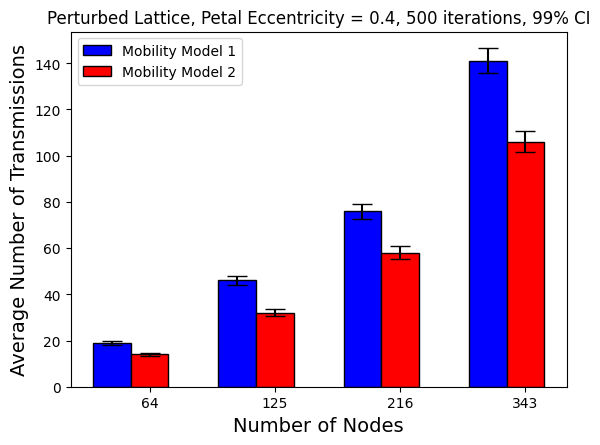 Perturbed Lattice, Petal Eccentricity = 0.4, 500 iterations, 99% CI
Mobility Model 1
Mobility Model 2
Average Number of Transmissions
140
120
100
80
60
40
20
0
64 125 216 343
Number of Nodes